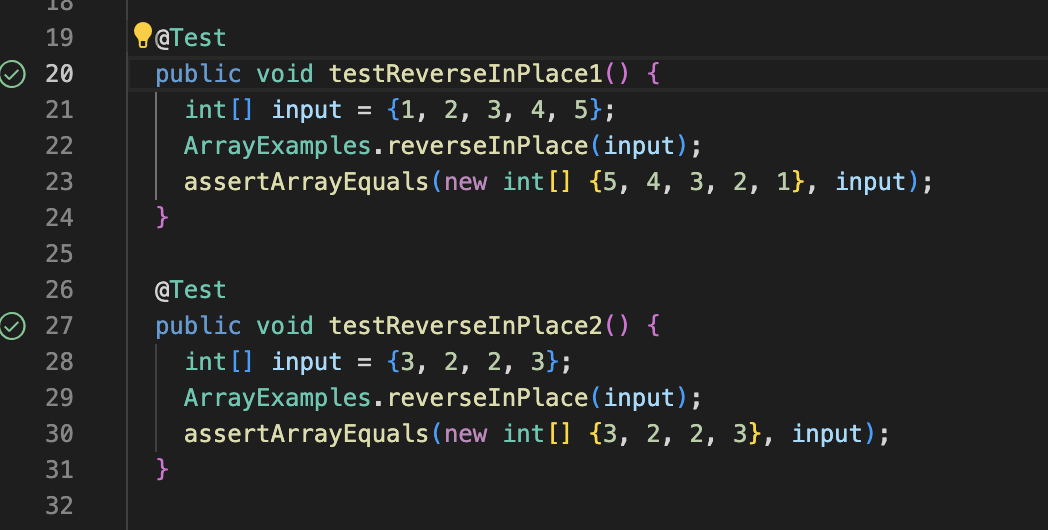 18
19 @Test
20 public void testReverseInPlace1() {
21 int[] input = {1, 2, 3, 4, 5};
22 ArrayExamples.reverseInPlace(input);
23 assertArrayEquals(new int[] {5, 4, 3, 2, 1}, input);
24 }
25
26 @Test
27 public void testReverseInPlace2() {
28 int[] input = {3, 2, 2, 3};
29 ArrayExamples.reverseInPlace(input);
30 assertArrayEquals(new int[] {3, 2, 2, 3}, input);
31 }
32